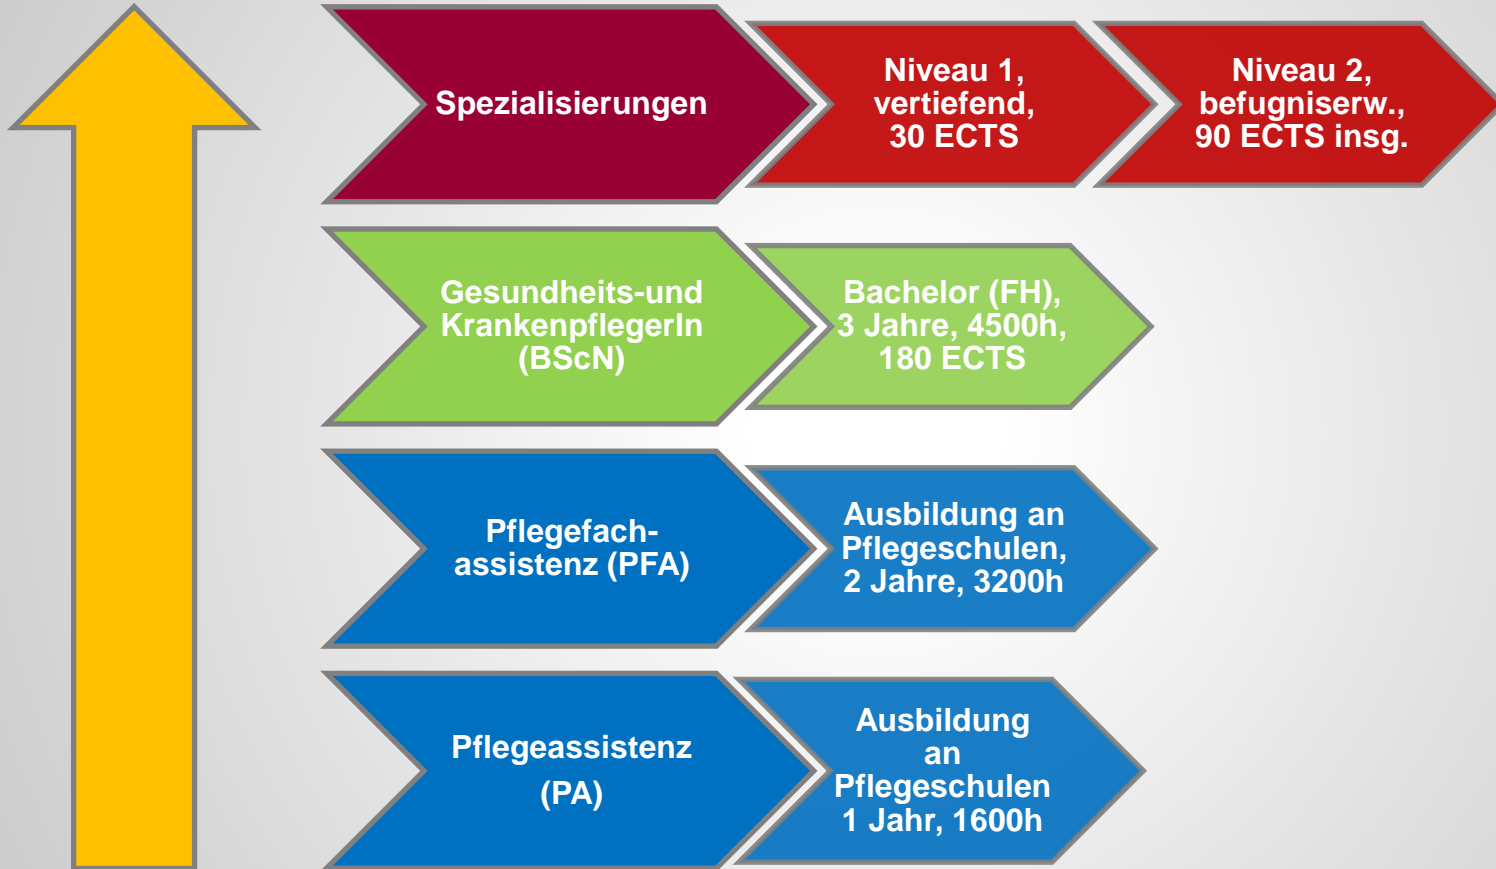 Spezialisierungen
Niveau 1,
vertiefend,
30 ECTS
Niveau 2,
befugniserw.,
90 ECTS insg.
Gesundheits-und
KrankenpflegerIn
(BScN)
Bachelor (FH),
3 Jahre, 4500h,
180 ECTS
Pflegefach-
assistenz (PFA)
Ausbildung an
Pflegeschulen,
2 Jahre, 3200h
Pflegeassistenz
(PA)
Ausbildung
an
Pflegeschulen
1 Jahr, 1600h